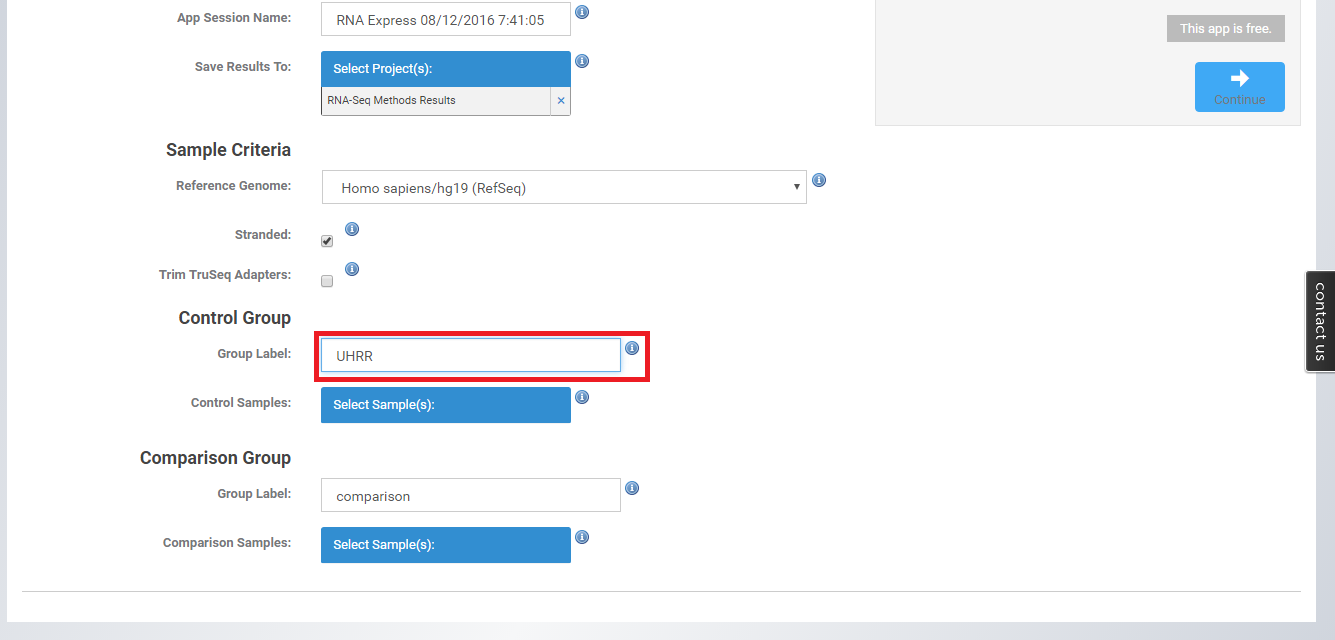 App Session Name: RNA Express 08/12/2016 7:41:05
This app is free.
Save Results To: Select Project(s):
RNA-Seq Methods Results ×
Continue
Sample Criteria
Reference Genome: Homo sapiens/hg19 (RefSeq)
Stranded:
Trim TruSeq Adapters:
Control Group
Group Label: UHRR
Control Samples: Select Sample(s):
Comparison Group
Group Label: comparison
Comparison Samples: Select Sample(s):
contact us